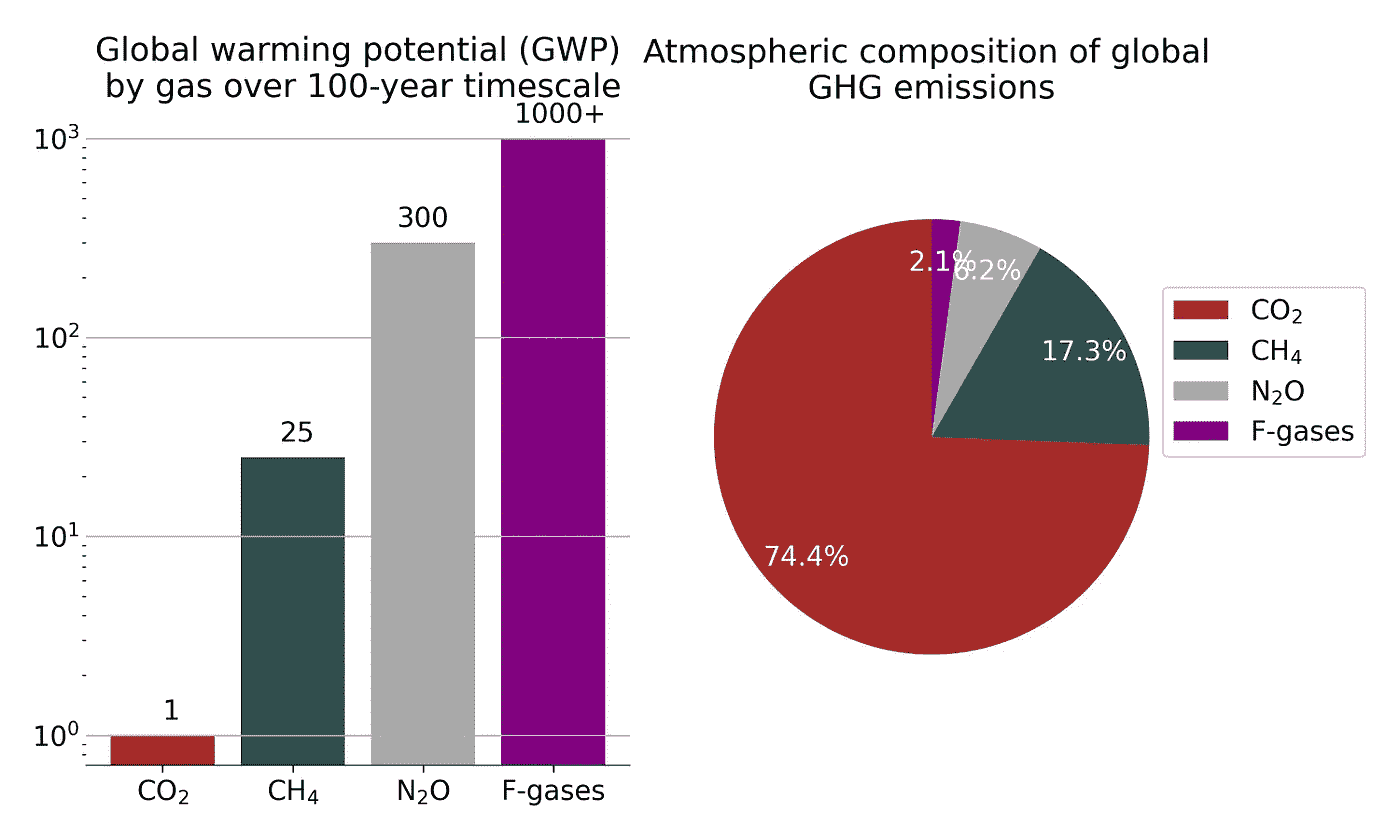 Global warming potential (GWP)
by gas over 100-year timescale
10³
10²
10¹
10⁰
1
25
300
1000+
CO₂
CH₄
N₂O
F-gases
Atmospheric composition of global
GHG emissions
2.1%
6.2%
17.3%
74.4%
CO₂
CH₄
N₂O
F-gases